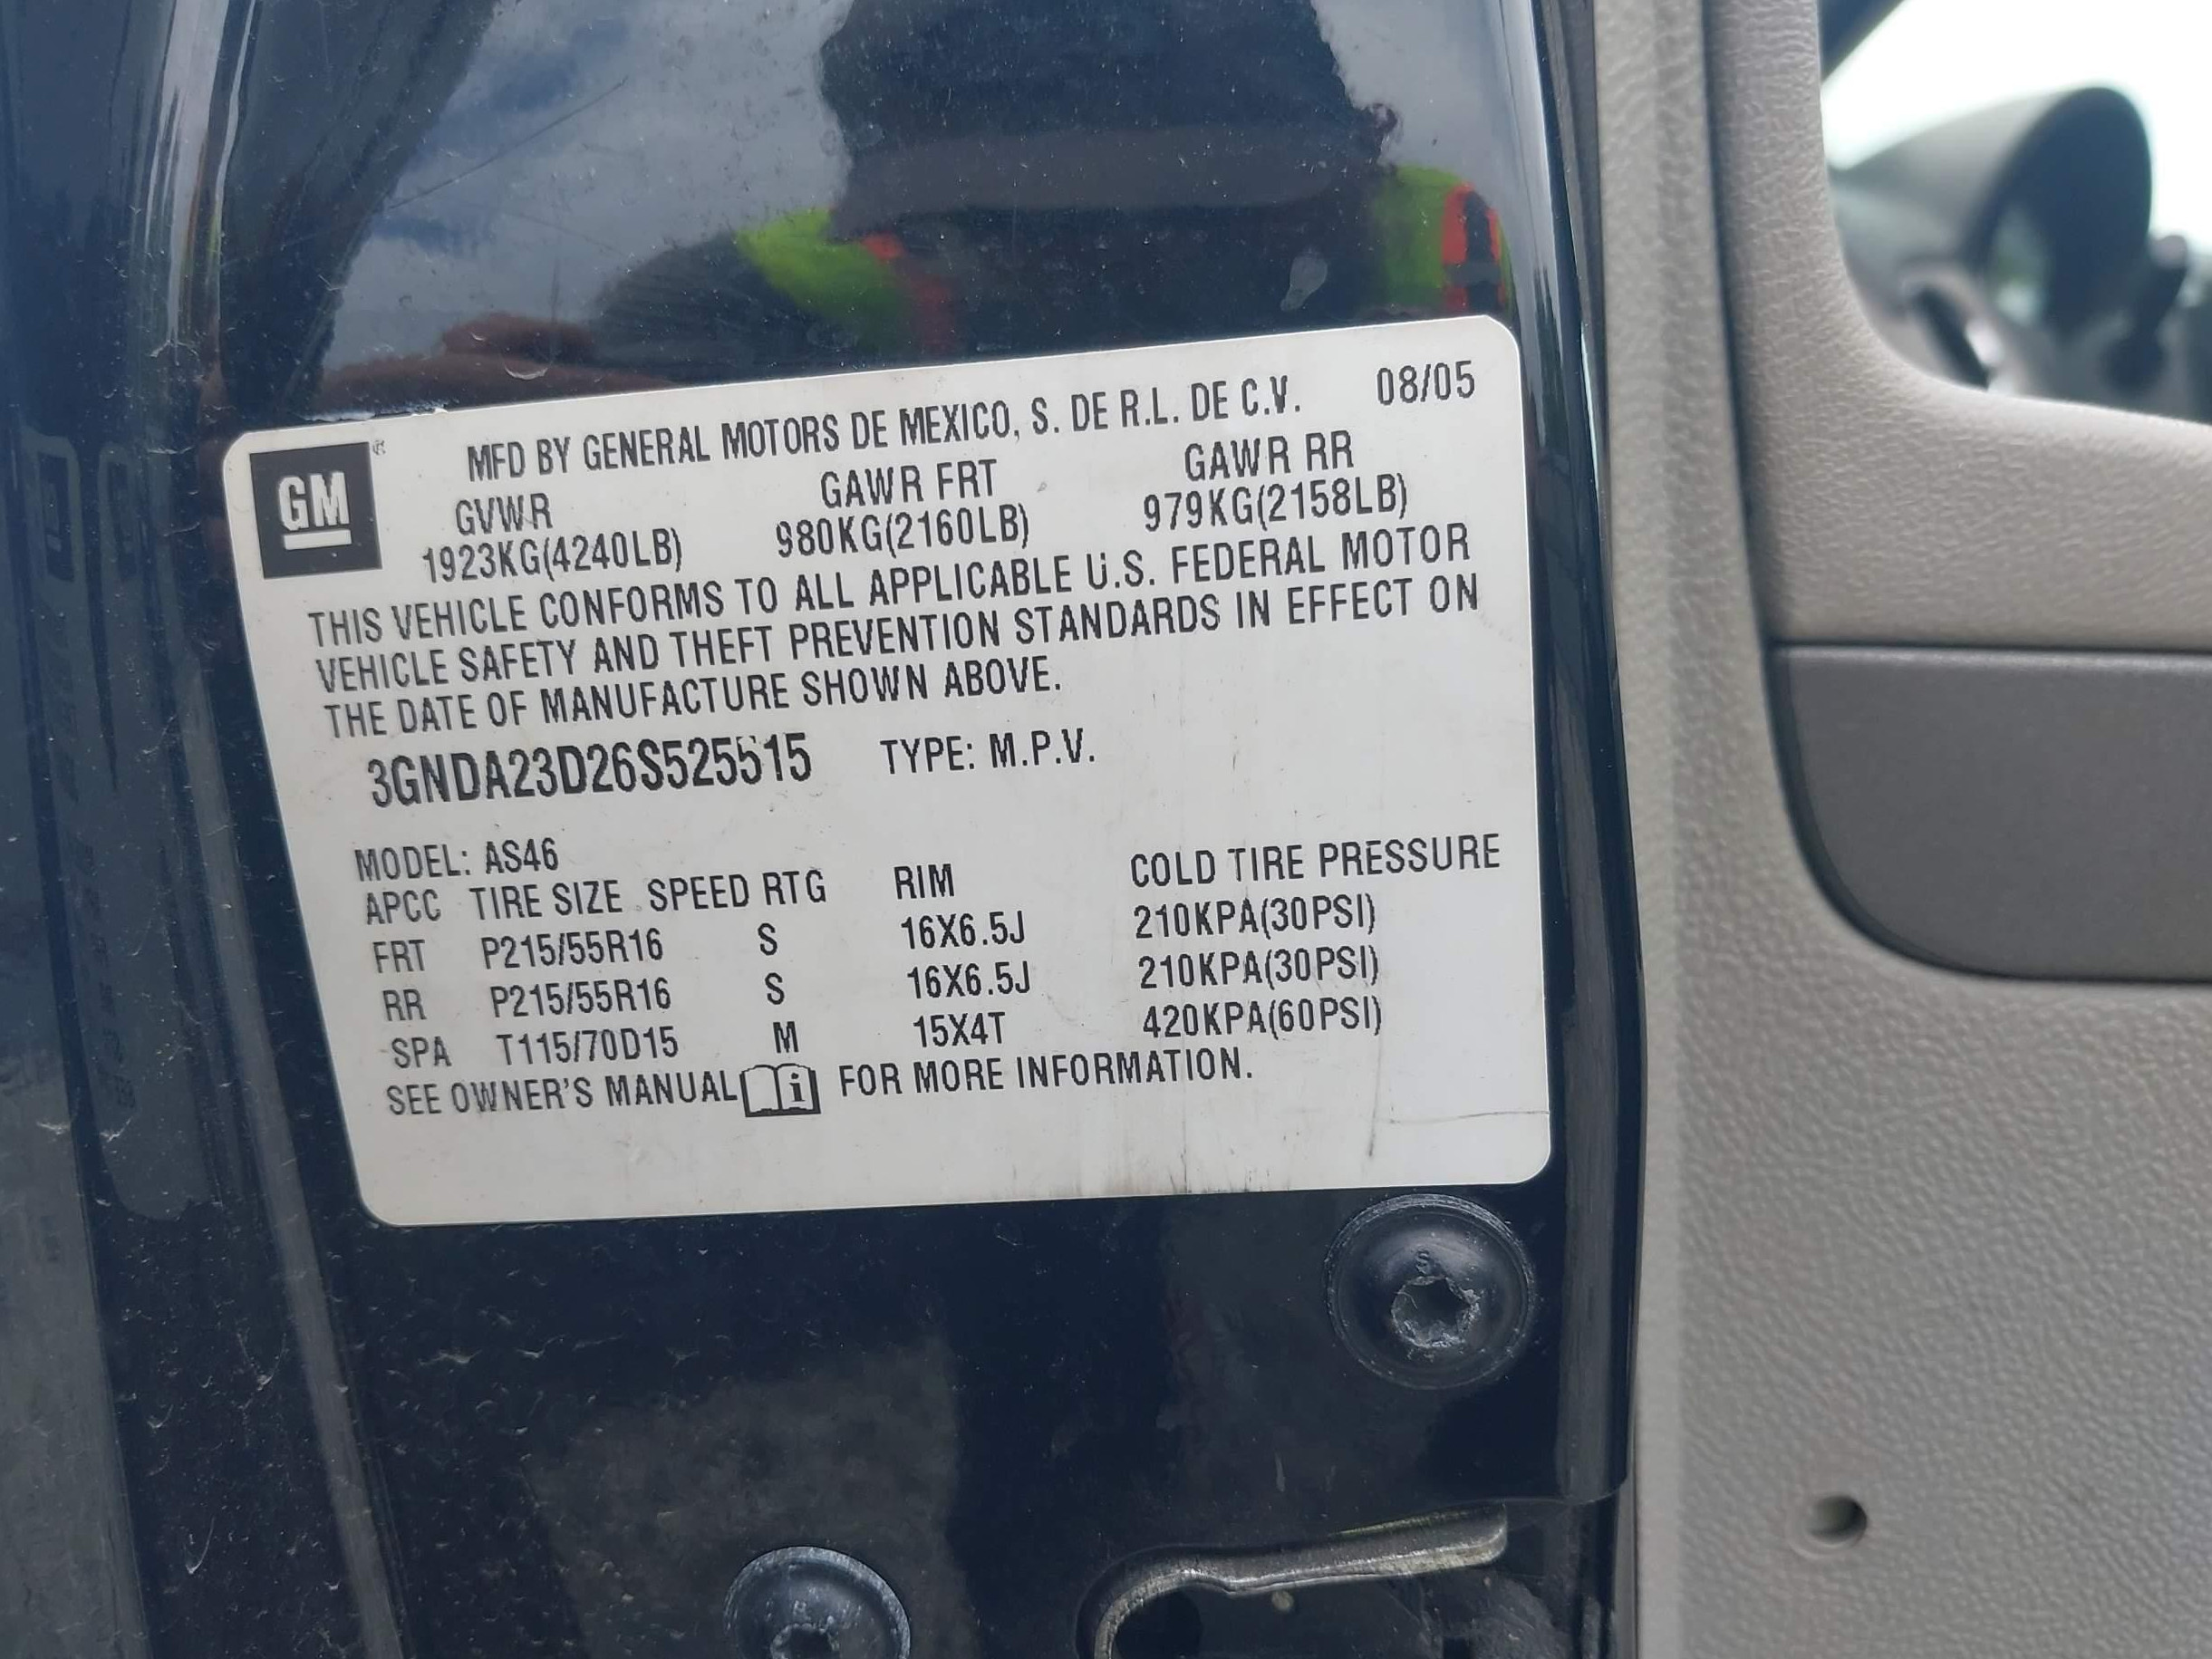 GM ®
MFD BY GENERAL MOTORS DE MEXICO, S. DE R.L. DE C.V. 08/05
GVWR GAWR FRT GAWR RR
1923KG(4240LB) 980KG(2160LB) 979KG(2158LB)
THIS VEHICLE CONFORMS TO ALL APPLICABLE U.S. FEDERAL MOTOR
VEHICLE SAFETY AND THEFT PREVENTION STANDARDS IN EFFECT ON
THE DATE OF MANUFACTURE SHOWN ABOVE.
3GNDA23D26S525515 TYPE: M.P.V.
MODEL: AS46
APCC TIRE SIZE SPEED RTG RIM COLD TIRE PRESSURE
FRT P215/55R16 S 16X6.5J 210KPA(30PSI)
RR P215/55R16 S 16X6.5J 210KPA(30PSI)
SPA T115/70D15 M 15X4T 420KPA(60PSI)
SEE OWNER'S MANUAL i FOR MORE INFORMATION.
S